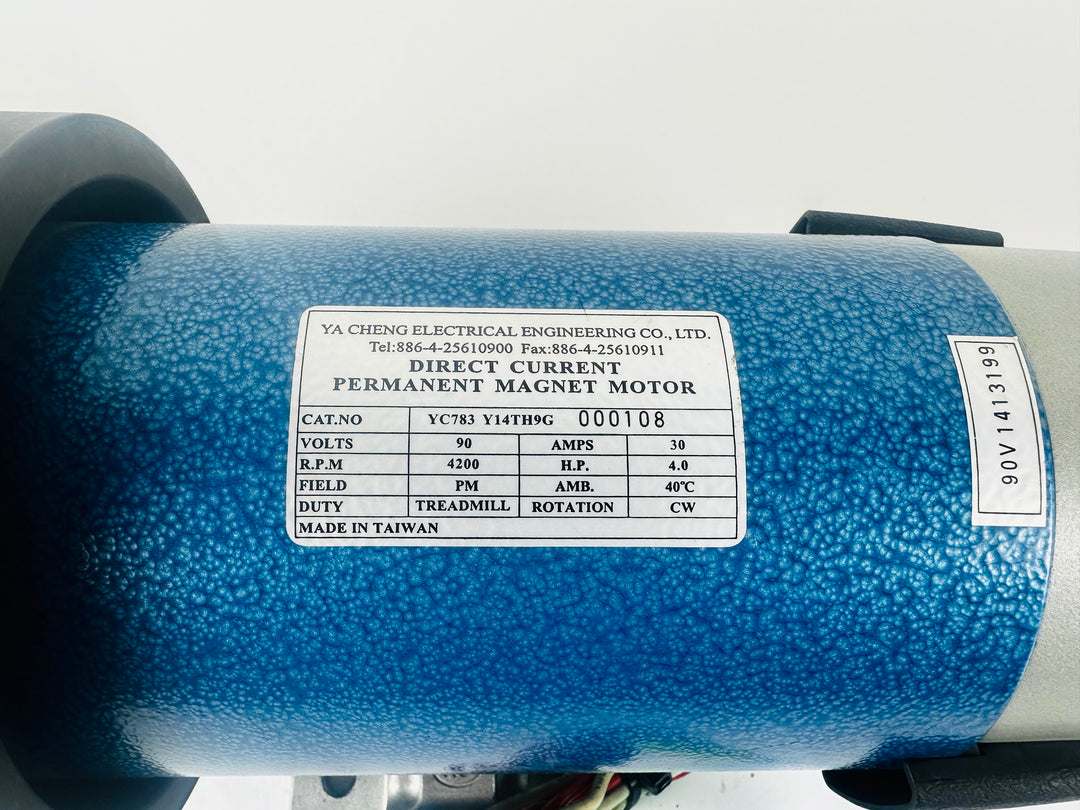 YA CHENG ELECTRICAL ENGINEERING CO., LTD.
Tel:886-4-25610900 Fax:886-4-25610911
DIRECT CURRENT
PERMANENT MAGNET MOTOR
CAT.NO YC783 Y14TH9G 000108
VOLTS 90 AMPS 30
R.P.M 4200 H.P. 4.0
FIELD PM AMB. 40℃
DUTY TREADMILL ROTATION CW
MADE IN TAIWAN
90V 1413199